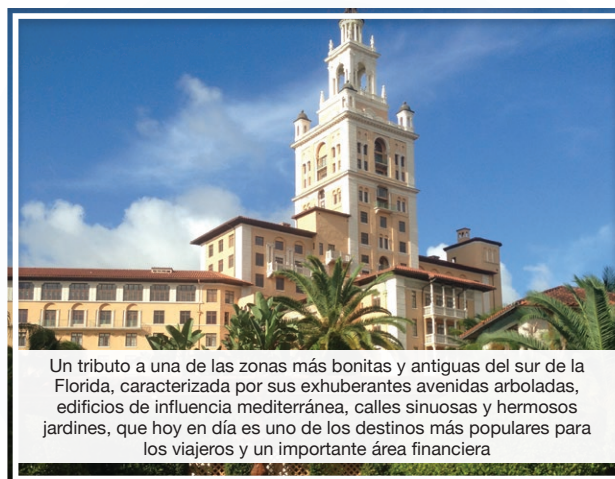 Un tributo a una de las zonas más bonitas y antiguas del sur de la
Florida, caracterizada por sus exhuberantes avenidas arboladas,
edificios de influencia mediterránea, calles sinuosas y hermosos
jardines, que hoy en día es uno de los destinos más populares para
los viajeros y un importante área financiera